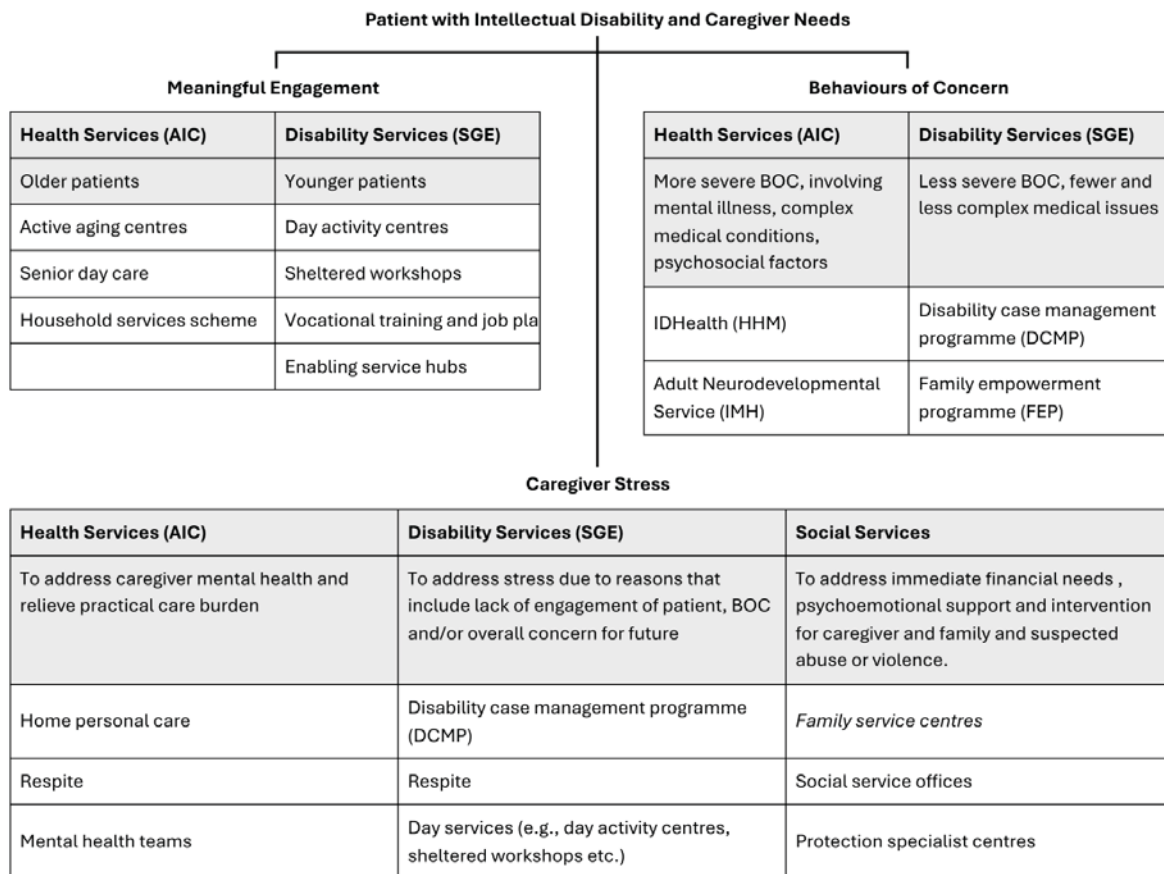 Patient with Intellectual Disability and Caregiver Needs
Meaningful Engagement
Health Services (AIC)
Disability Services (SGE)
Older patients
Younger patients
Active aging centres
Day activity centres
Senior day care
Sheltered workshops
Household services scheme
Vocational training and job pla
Enabling service hubs
Behaviours of Concern
Health Services (AIC)
Disability Services (SGE)
More severe BOC, involving
mental illness, complex
medical conditions,
psychosocial factors
Less severe BOC, fewer and
less complex medical issues
IDHealth (HHM)
Disability case management
programme (DCMP)
Adult Neurodevelopmental
Service (IMH)
Family empowerment
programme (FEP)
Caregiver Stress
Health Services (AIC)
Disability Services (SGE)
Social Services
To address caregiver mental health and
relieve practical care burden
To address stress due to reasons that
include lack of engagement of patient, BOC
and/or overall concern for future
To address immediate financial needs ,
psychoemotional support and intervention
for caregiver and family and suspected
abuse or violence.
Home personal care
Disability case management programme
(DCMP)
Family service centres
Respite
Respite
Social service offices
Mental health teams
Day services (e.g., day activity centres,
sheltered workshops etc.)
Protection specialist centres